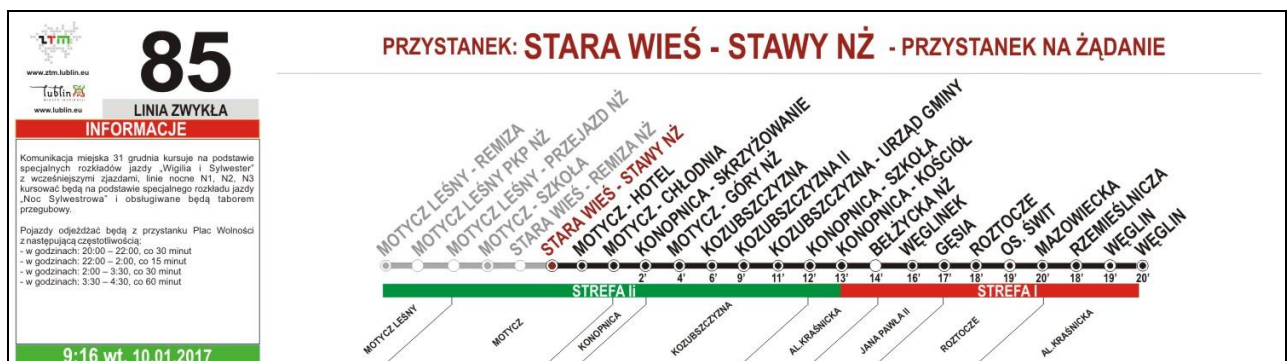 ztm
www.ztm.lublin.eu
lublin
www.lublin.eu
85
LINIA ZWYKŁA
INFORMACJE
Komunikacja miejska 31 grudnia kursuje na podstawie
specjalnych rozkładów jazdy „Wigilia i Sylwester”
z wcześniejszymi zjazdami, linie nocne N1, N2, N3
kursować będą na podstawie specjalnego rozkładu jazdy
„Noc Sylwestrowa” i obsługiwane będą taborem
przegubowy.
Pojazdy odjeżdżać będą z przystanku Plac Wolności
z następującą częstotliwością:
- w godzinach: 20:00 – 22:00, co 30 minut
- w godzinach: 22:00 – 2:00, co 15 minut
- w godzinach: 2:00 – 3:30, co 30 minut
- w godzinach: 3:30 – 4:30, co 60 minut
9:16 wt. 10.01.2017
PRZYSTANEK: STARA WIEŚ - STAWY NŻ - PRZYSTANEK NA ŻĄDANIE
MOTYCZ LEŚNY - REMIZA
MOTYCZ LEŚNY PKP NŻ
MOTYCZ LEŚNY - PRZEJAZD NŻ
MOTYCZ - SZKOŁA
STARA WIEŚ - REMIZA NŻ
STARA WIEŚ - STAWY NŻ
MOTYCZ - HOTEL
MOTYCZ - CHŁODNIA
KONOPNICA - SKRZYŻOWANIE
MOTYCZ - GÓRY NŻ
KOZUBSZCZYZNA
KOZUBSZCZYZNA II
KOZUBSZCZYZNA - URZĄD GMINY
KONOPNICA - SZKOŁA
KONOPNICA - KOŚCIÓŁ
BEŁŻYCKA NŻ
WĘGLINEK
GĘSIA
ROZTOCZE
OS. ŚWIT
MAZOWIECKA
RZEMIEŚLNICZA
WĘGLIN
WĘGLIN
2' 4' 6' 9' 11' 12' 13' 14' 16' 17' 18' 19' 20' 18' 19' 20'
STREFA Ii STREFA I
MOTYCZ LEŚNY
MOTYCZ
KONOPNICA
KOZUBSZCZYZNA
AL.KRAŚNICKA
JANA PAWŁA II
ROZTOCZE
AL.KRAŚNICKA